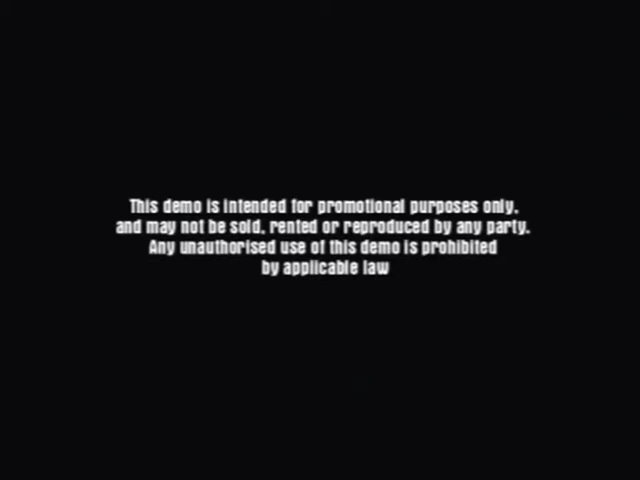 This demo is intended for promotional purposes only,
and may not be sold, rented or reproduced by any party.
Any unauthorised use of this demo is prohibited
by applicable law